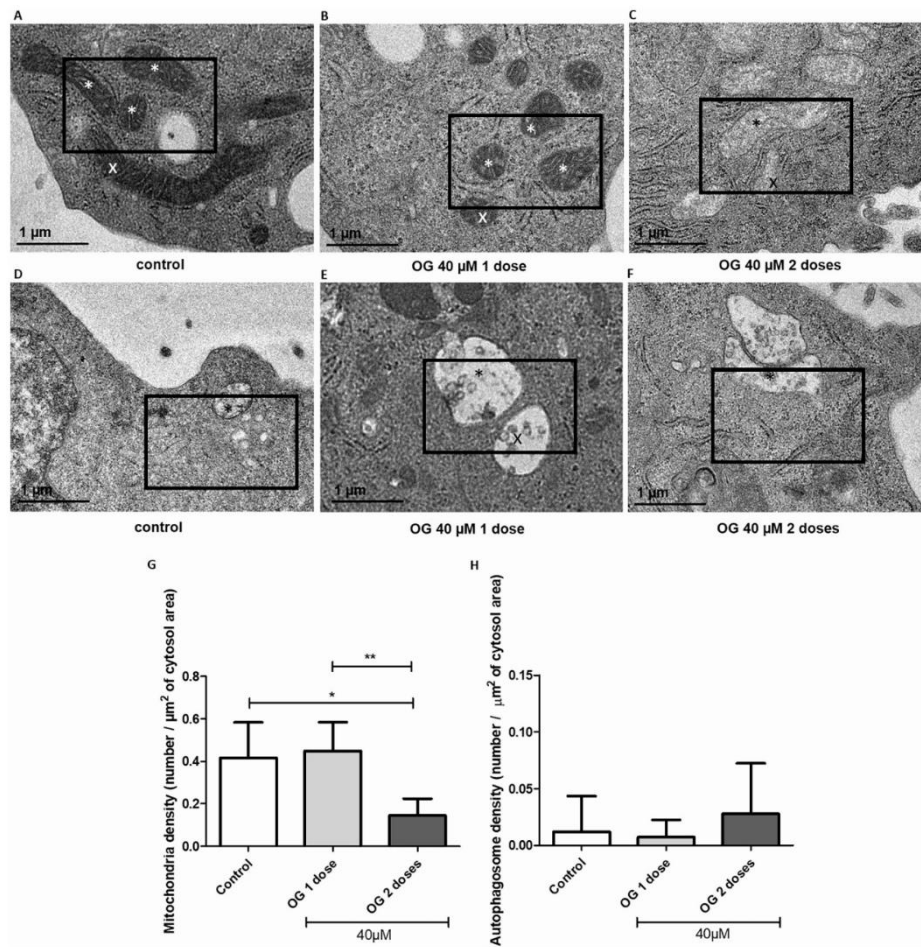 A
B
C
*
*
*
X
*
*
*
X
*
X
1 µm
1 µm
1 µm
control
OG 40 µM 1 dose
OG 40 µM 2 doses
D
E
F
*
*
X
*
1 µm
1 µm
1 µm
control
OG 40 µM 1 dose
OG 40 µM 2 doses
G
H
Mitochondria density (number / µm² of cytosol area)
0.8
0.6
0.4
0.2
0.0
**
*
Control
OG 1 dose
OG 2 doses
40µM
Autophagosome density (number / µm² of cytosol area)
0.15
0.10
0.05
0.00
Control
OG 1 dose
OG 2 doses
40µM